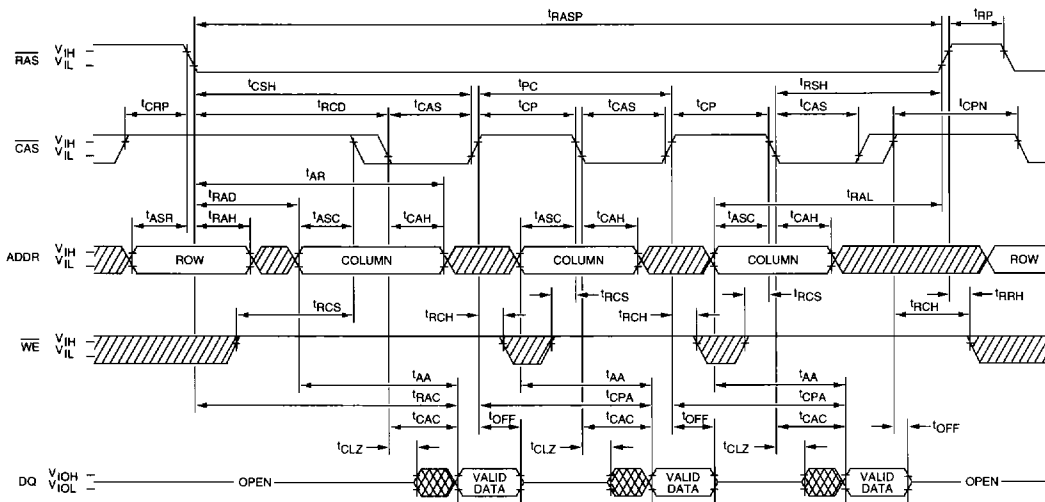 tRASP tRP
RAS VIH VIL
tCSH tPC tRSH
tCRP tRCD tCAS tCP tCAS tCP tCAS tCPN
CAS VIH VIL
tAR
tRAD tRAL
tASR tRAH tASC tCAH tASC tCAH tASC tCAH
ADDR VIH VIL ROW COLUMN COLUMN COLUMN ROW
tRCS tRCS tRCH tRRH
tRCS tRCH tRCH
WE VIH VIL
tAA tAA tAA
tRAC tCPA tCPA
tCAC tOFF tCAC tOFF tCAC tOFF
tCLZ tCLZ tCLZ
DQ VIOH VIOL OPEN VALID DATA VALID DATA VALID DATA OPEN